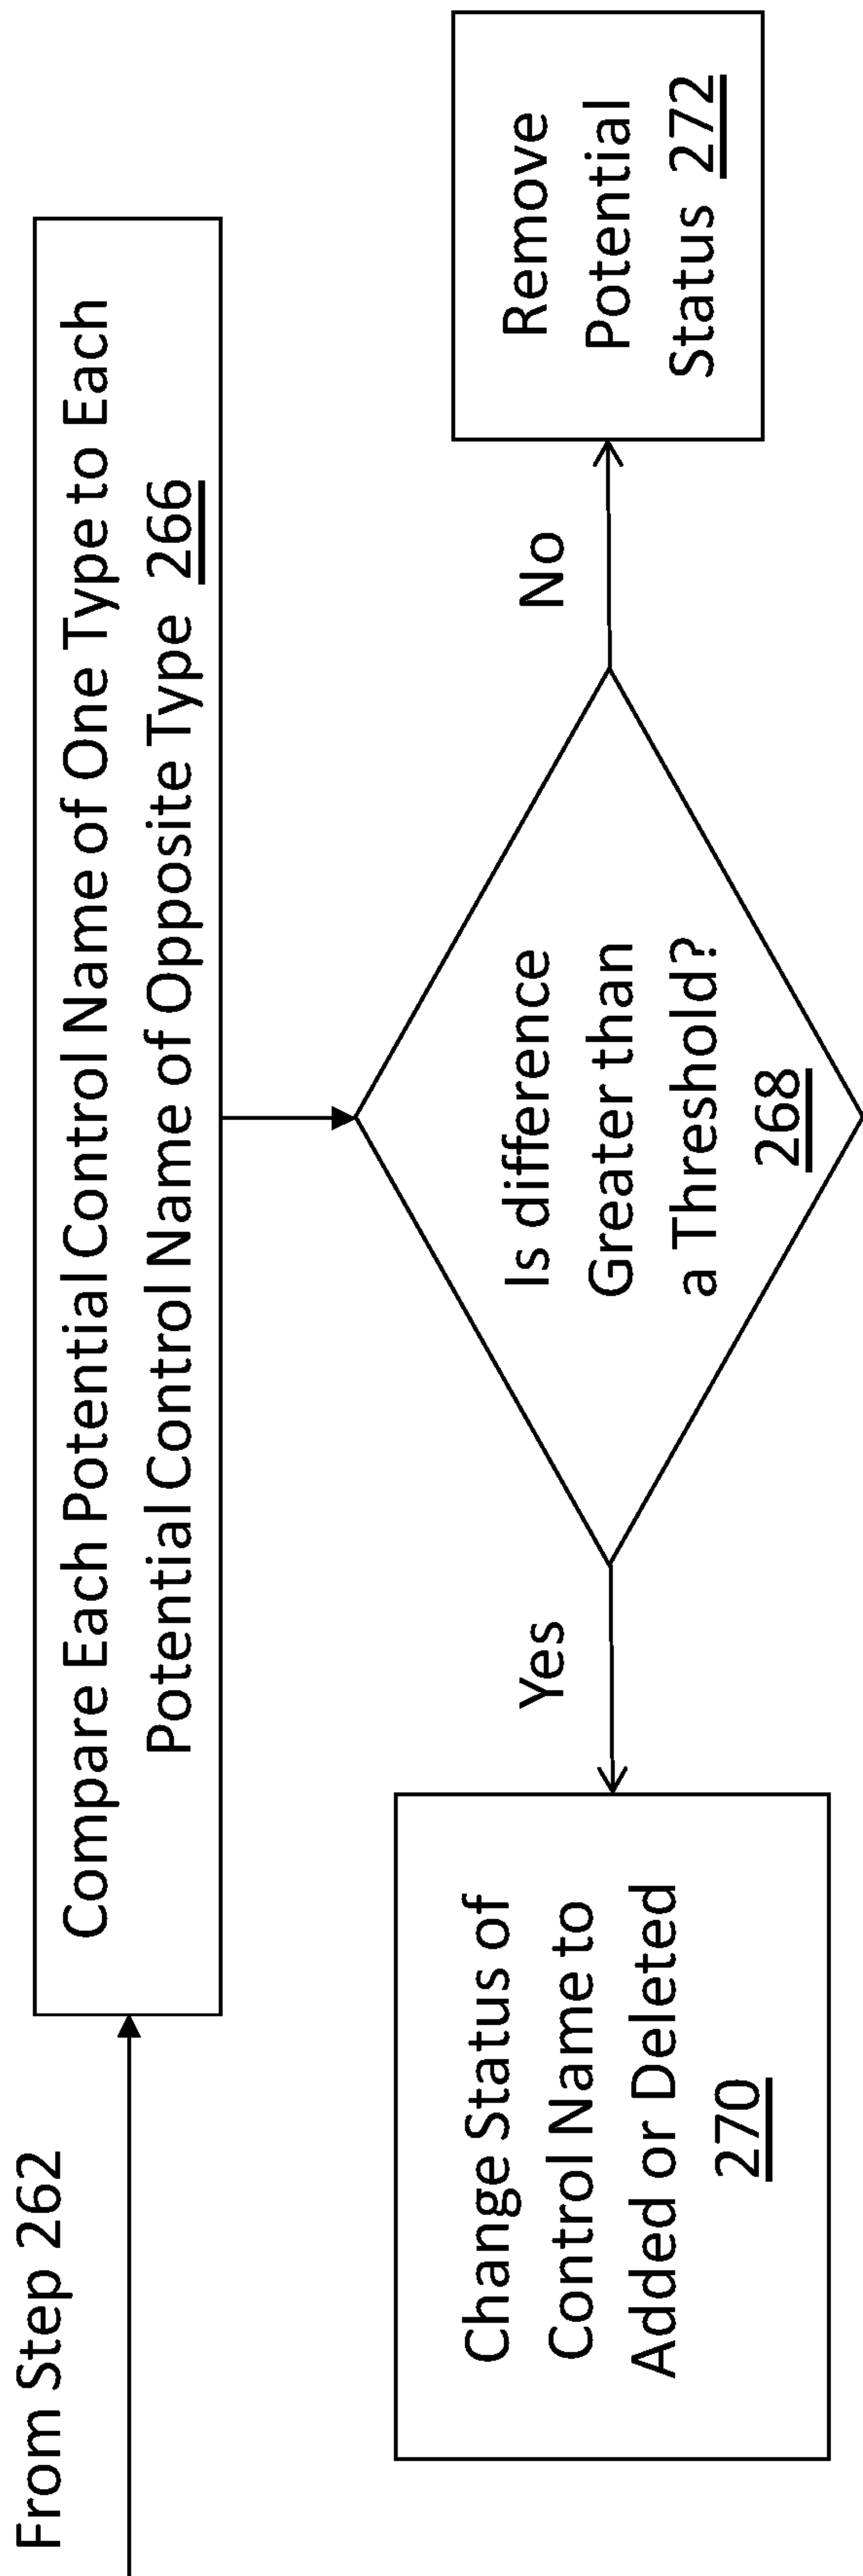 From Step 262
Compare Each Potential Control Name of One Type to Each
Potential Control Name of Opposite Type 266
Is difference
Greater than
a Threshold?
268
Yes
No
Change Status of
Control Name to
Added or Deleted
270
Remove
Potential
Status 272